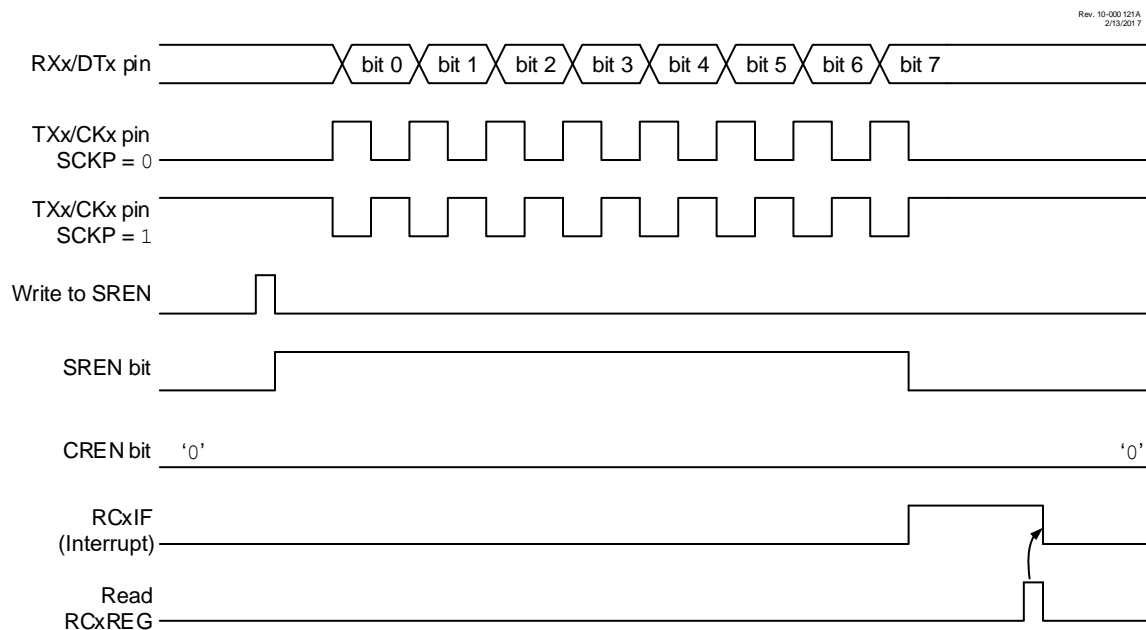 Rev. 10-000121A
2/13/2017
RXx/DTx pin
bit 0 bit 1 bit 2 bit 3 bit 4 bit 5 bit 6 bit 7
TXx/CKx pin
SCKP = 0
TXx/CKx pin
SCKP = 1
Write to SREN
SREN bit
CREN bit ‘0’ ‘0’
RCxIF
(Interrupt)
Read
RCxREG